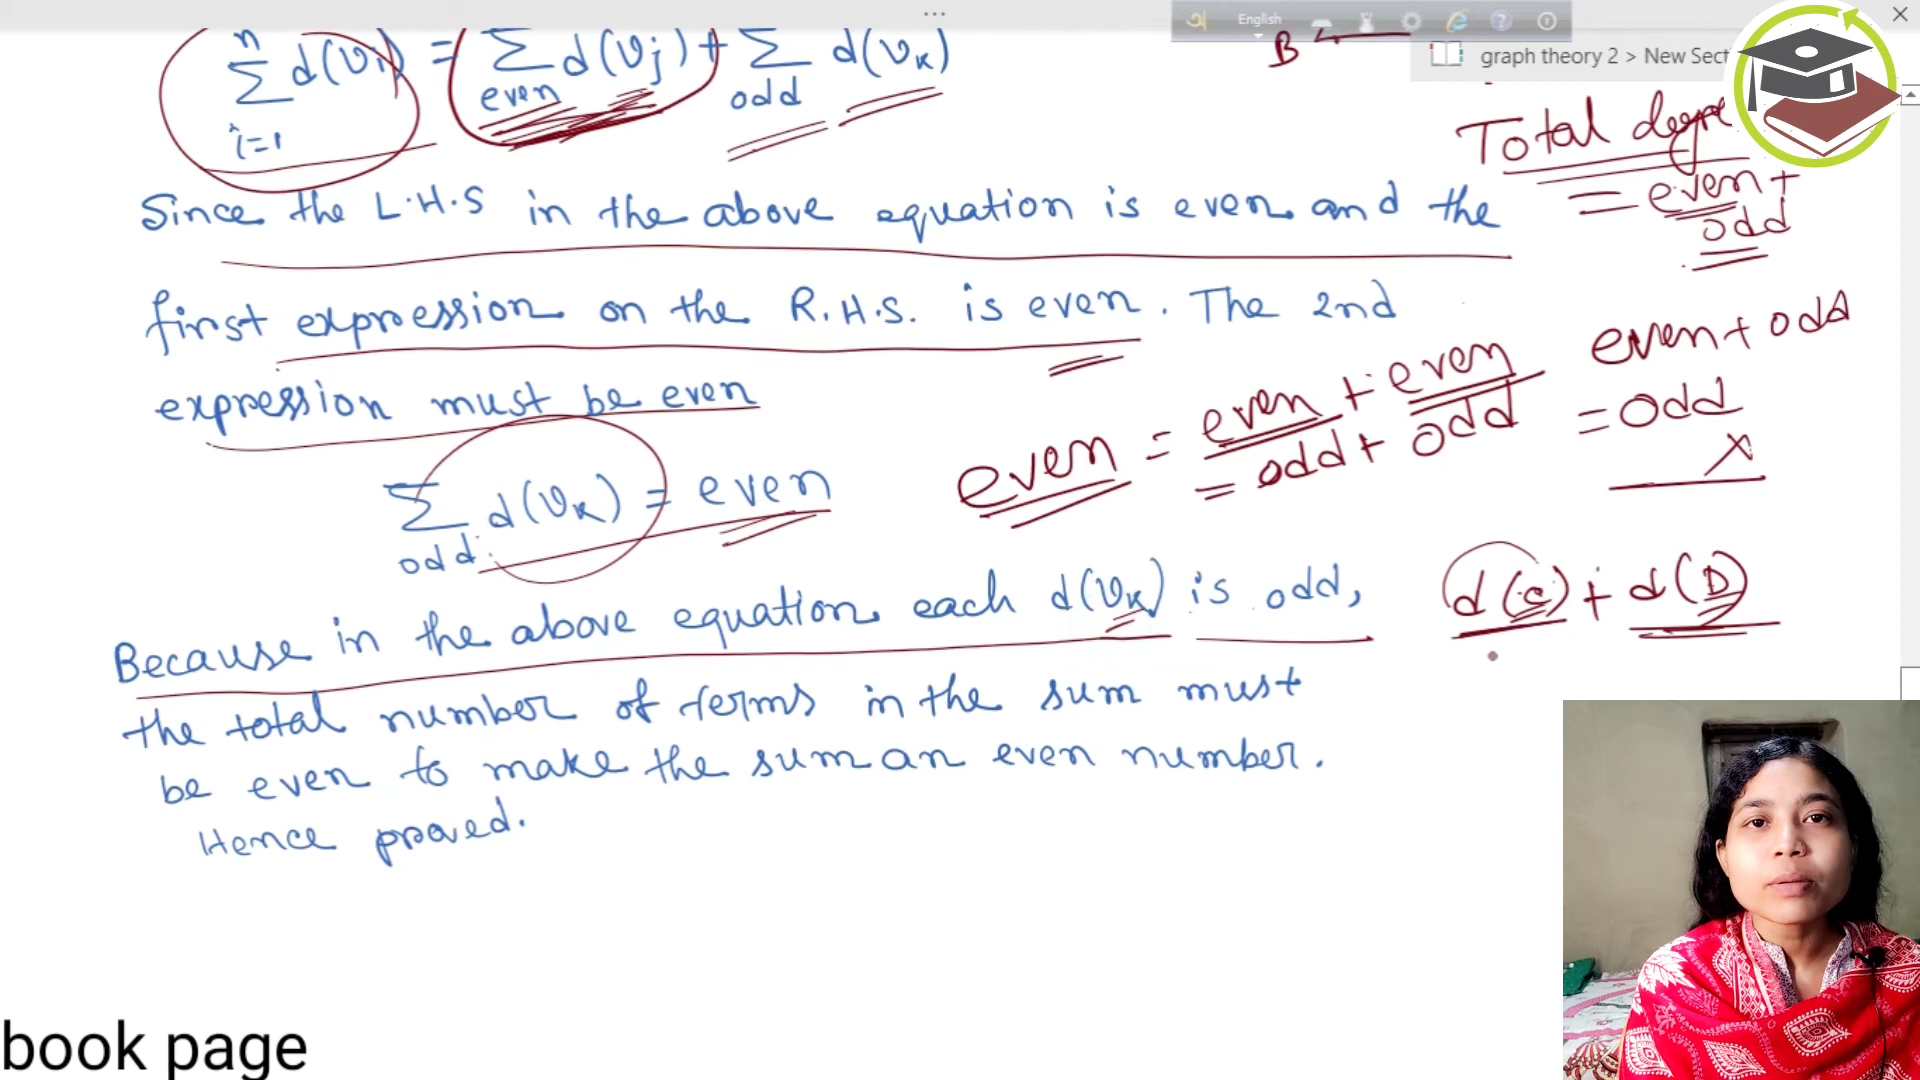 English
graph theory 2 > New Sect
B
n
Σ d(vi) = Σ d(vj) + Σ d(vk)
i=1 even odd
Total degre
= even +
odd
Since the L.H.S in the above equation is even and the
first expression on the R.H.S. is even. The 2nd
expression must be even
even + odd
= odd
X
even = even + even
= odd + odd
Σ d(vk) = even
odd
Because in the above equation each d(vk) is odd,
d(c) + d(D)
the total number of terms in the sum must
be even to make the sum an even number.
Hence proved.
book page